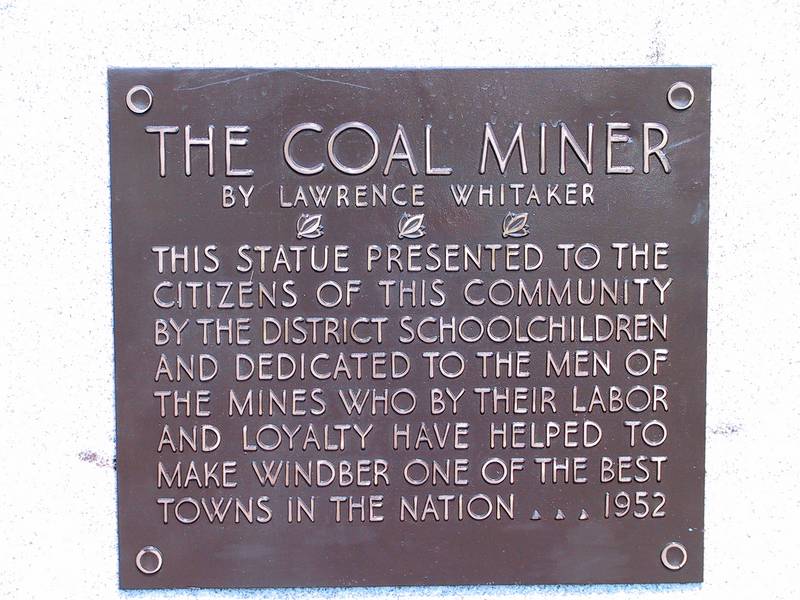 THE COAL MINER
BY LAWRENCE WHITAKER
THIS STATUE PRESENTED TO THE
CITIZENS OF THIS COMMUNITY
BY THE DISTRICT SCHOOLCHILDREN
AND DEDICATED TO THE MEN OF
THE MINES WHO BY THEIR LABOR
AND LOYALTY HAVE HELPED TO
MAKE WINDBER ONE OF THE BEST
TOWNS IN THE NATION . . . 1952